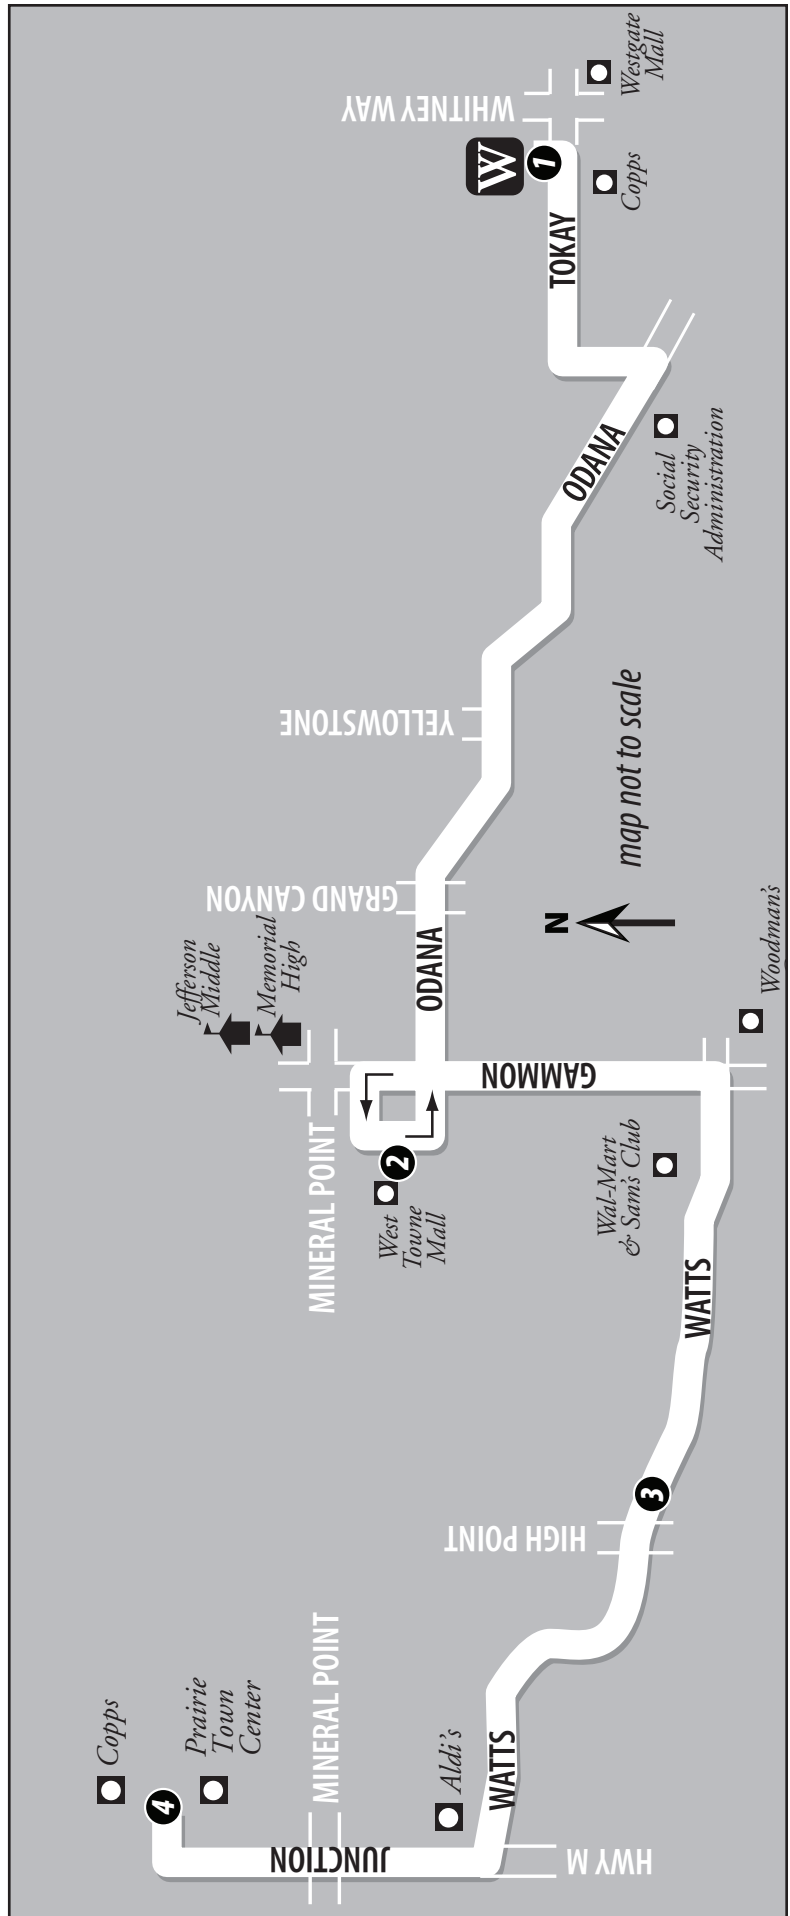 Copps
4
Prairie
Town
Center
JUNCTION
MINERAL POINT
Aldi's
WATTS
HWY M
HIGH POINT
3
WATTS
Wal-Mart
& Sam's Club
MINERAL POINT
2
West
Towne
Mall
Jefferson
Middle
Memorial
High
GAMMON
Woodman's
ODANA
GRAND CANYON
N
map not to scale
YELLOWSTONE
ODANA
Social
Security
Administration
TOKAY
W
1
Copps
WHITNEY WAY
Westgate
Mall